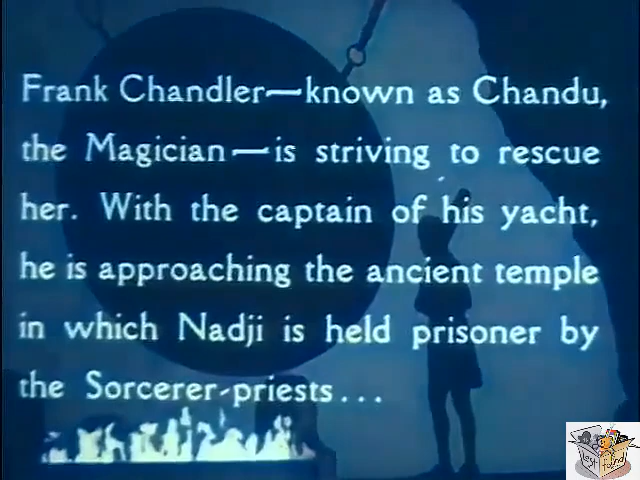 Frank Chandler—known as Chandu,
the Magician—is striving to rescue
her. With the captain of his yacht,
he is approaching the ancient temple
in which Nadji is held prisoner by
the Sorcerer-priests...